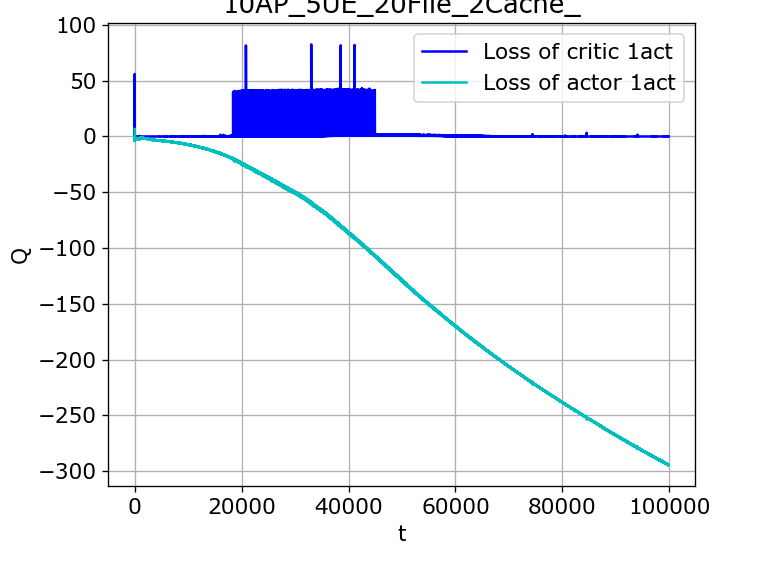 10AP_5UE_20File_2Cache_
Loss of critic 1act
Loss of actor 1act
100
50
0
−50
−100
−150
−200
−250
−300
Q
0 20000 40000 60000 80000 100000
t